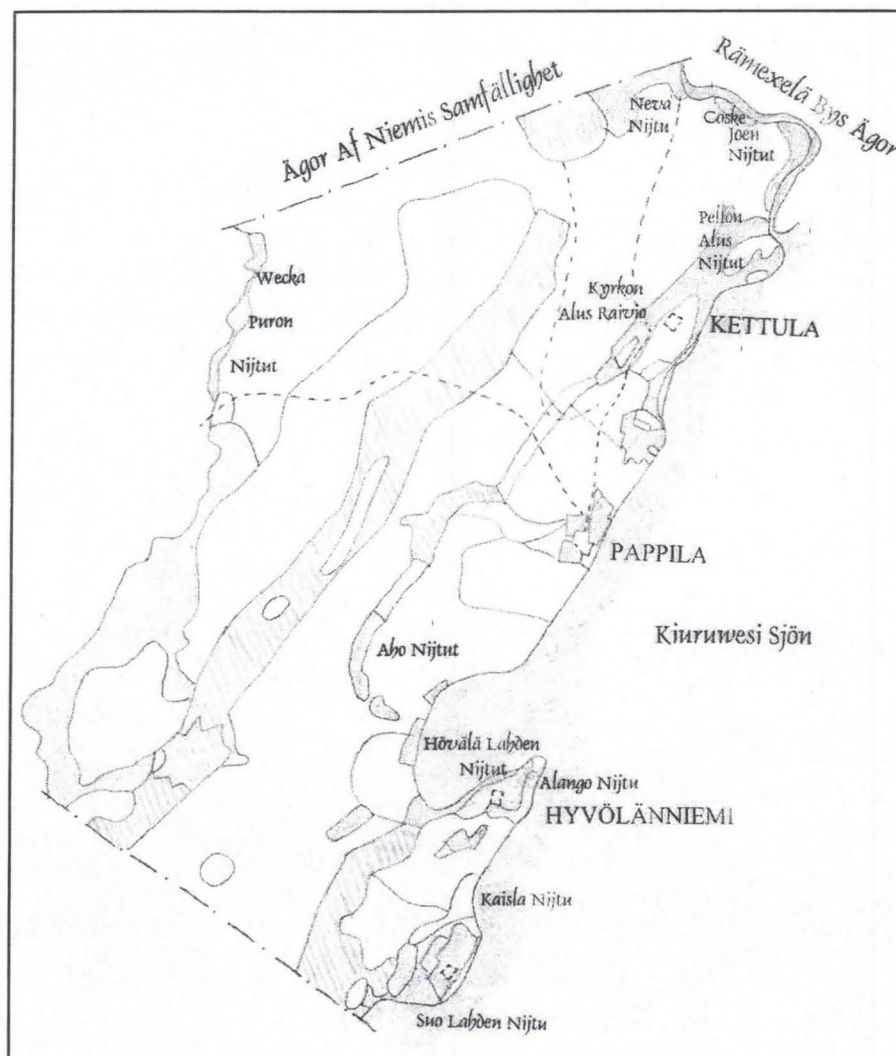 Ägor Af Niemis Samfällighet
Rämexelä Bys Ägor
Neva
Nijtu
Coske
Joen
Nijtut
Pellon
Alus
Nijtut
Wecka
Puron
Nijtut
Kyrkon
Alus Raivio
KETTULA
PAPPILA
Kiuruwesi Sjön
Aho Nijtut
Hövälä Lahden
Nijtut
Alango Nijtu
HYVÖLÄNNIEMI
Kaisla Nijtu
Suo Lahden Nijtu